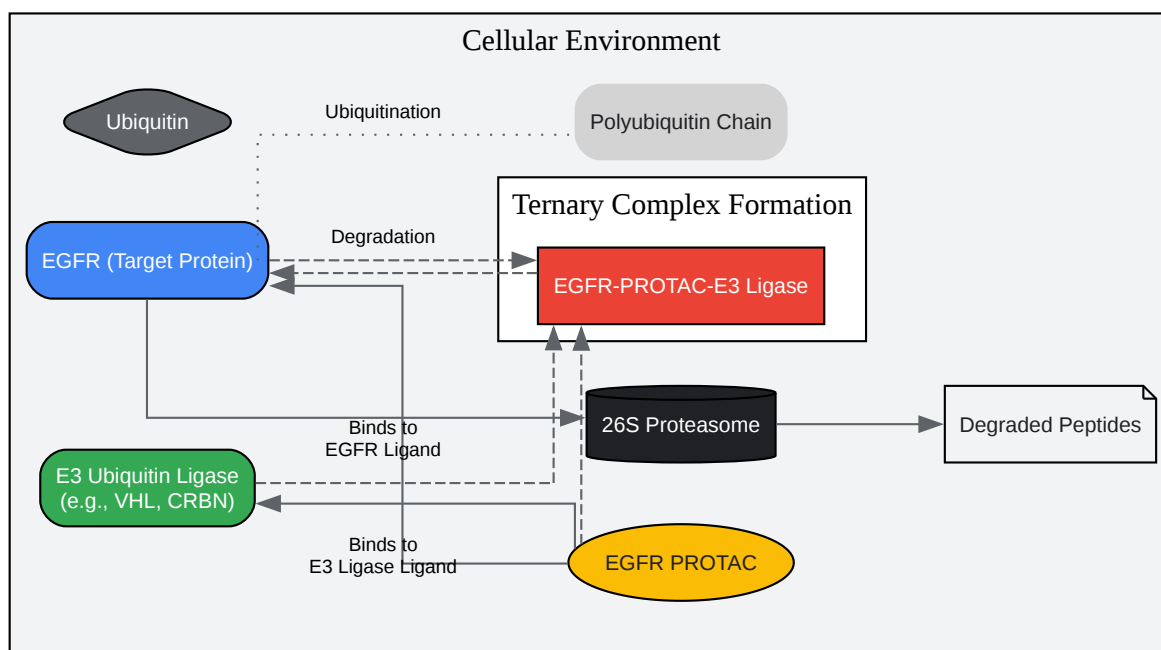 Cellular Environment
Ubiquitin
Ubiquitination
Polyubiquitin Chain
Ternary Complex Formation
EGFR (Target Protein)
Degradation
EGFR-PROTAC-E3 Ligase
26S Proteasome
Degraded Peptides
Binds to
EGFR Ligand
E3 Ubiquitin Ligase
(e.g., VHL, CRBN)
Binds to
E3 Ligase Ligand
EGFR PROTAC